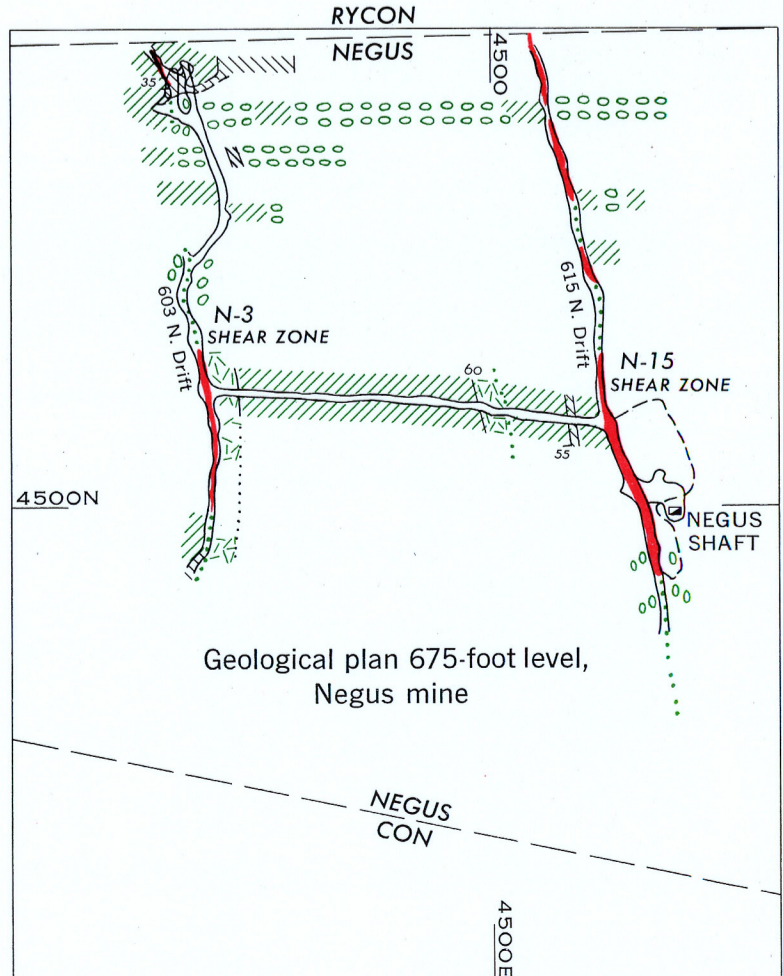 RYCON
NEGUS
4500
35
603 N. Drift
N-3
SHEAR ZONE
615 N. Drift
N-15
SHEAR ZONE
60
55
4500N
NEGUS
SHAFT
Geological plan 675-foot level,
Negus mine
NEGUS
CON
4500E